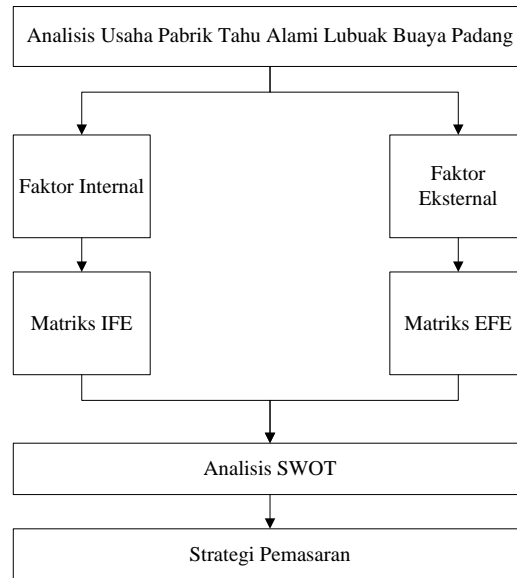 Analisis Usaha Pabrik Tahu Alami Lubuak Buaya Padang
Faktor Internal
Faktor
Eksternal
Matriks IFE
Matriks EFE
Analisis SWOT
Strategi Pemasaran